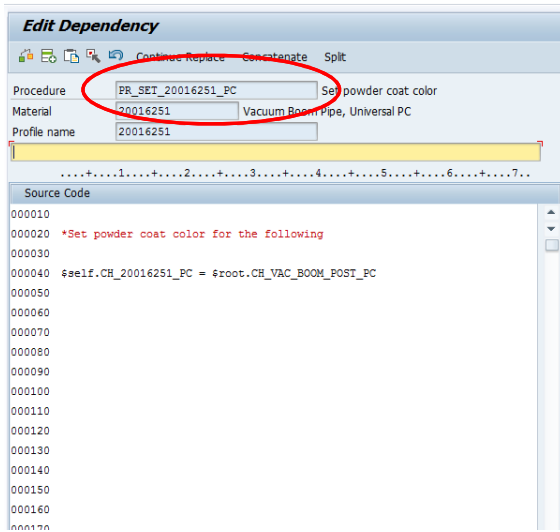 Edit Dependency
Continue Replace Concatenate Split
Procedure PR_SET_20016251_PC Set powder coat color
Material 20016251 Vacuum Boom Pipe, Universal PC
Profile name 20016251
....+....1....+....2....+....3....+....4....+....5....+....6....+....7..
Source Code
000010
000020 *Set powder coat color for the following
000030
000040 $self.CH_20016251_PC = $root.CH_VAC_BOOM_POST_PC
000050
000060
000070
000080
000090
000100
000110
000120
000130
000140
000150
000160
000170